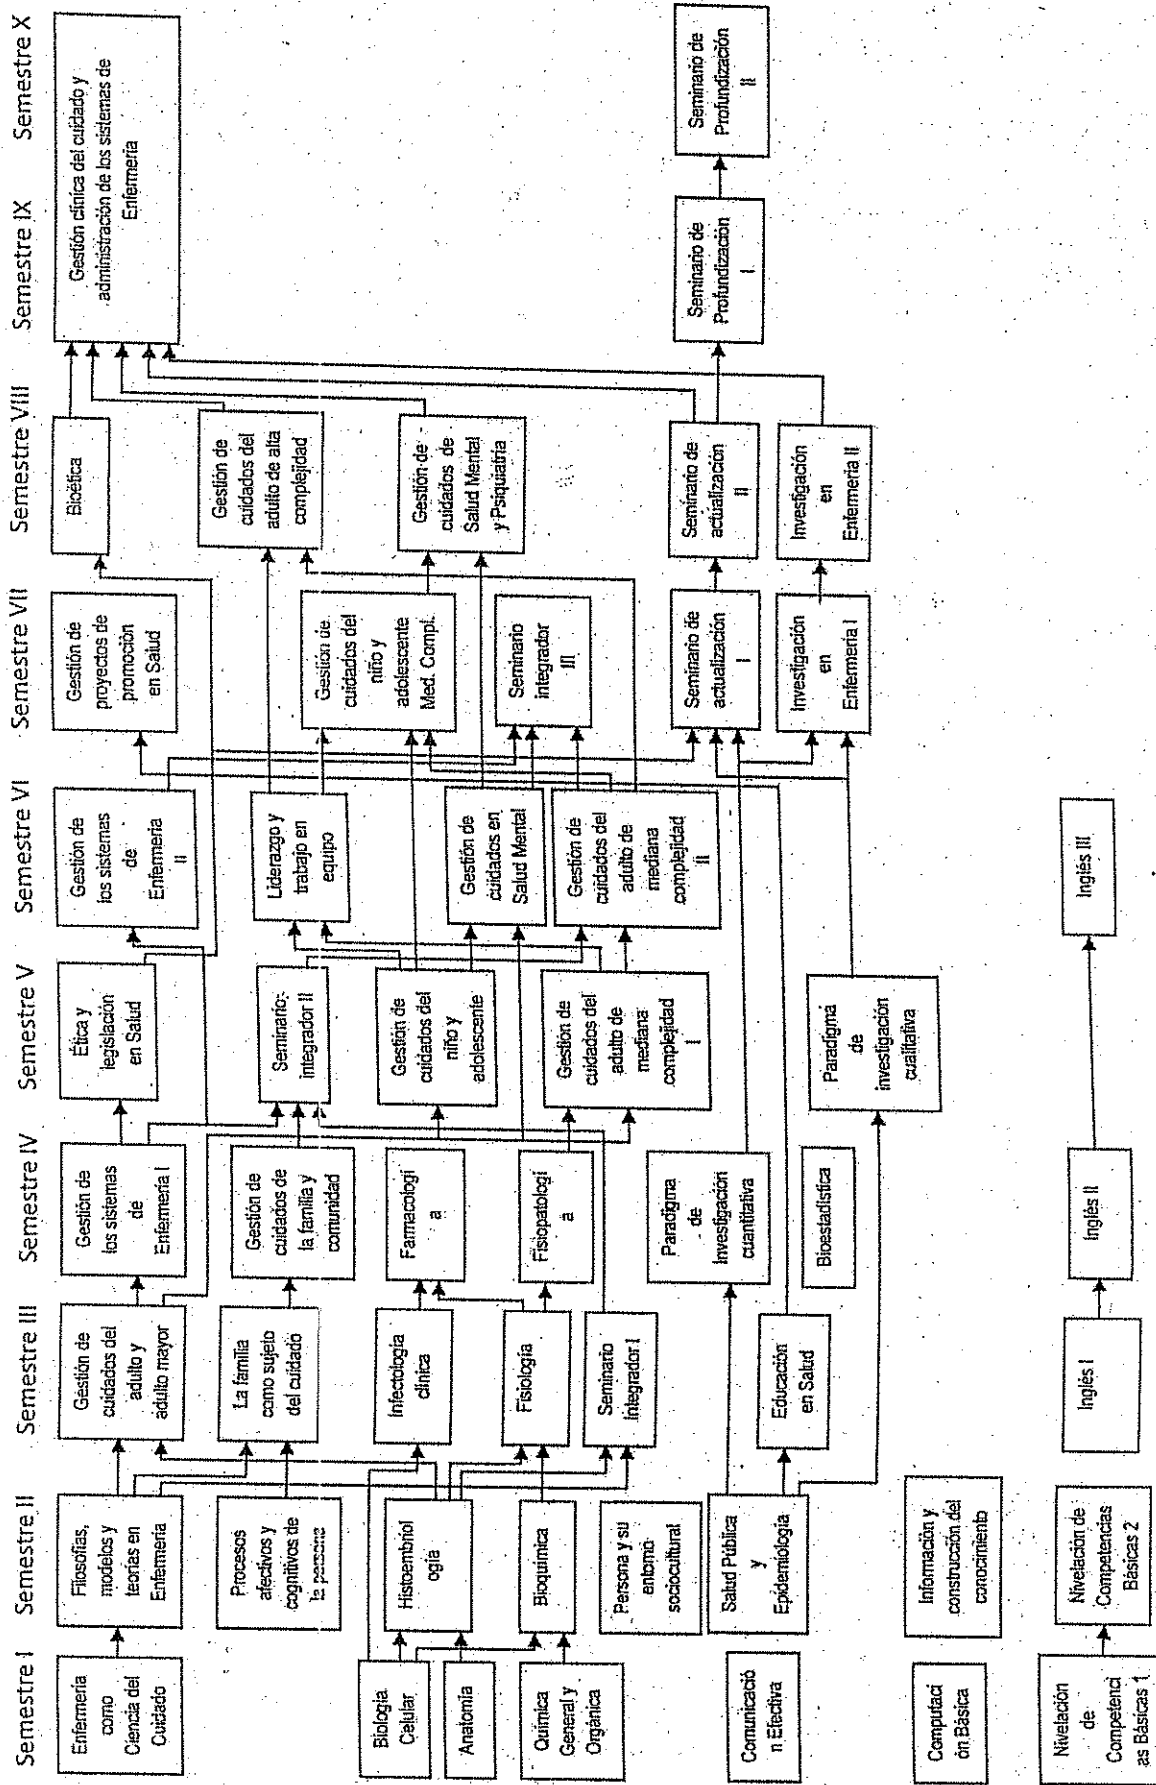 Semestre I
Semestre II
Semestre III
Semestre IV
Semestre V
Semestre VI
Semestre VII
Semestre VIII
Semestre IX
Semestre X
Enfermería
como
Ciencia del
Cuidado
Biología
Celular
Anatomía
Química
General y
Orgánica
Comunicació
n Efectiva
Computaci
ón Básica
Nivelación
de
Competenci
as Básicas 1
Filosofías,
modelos y
teorías en
Enfermería
Procesos
afectivos y
cognitivos de
la persona
Histoembriol
ogía
Bioquímica
Persona y su
entorno
sociocultural
Salud Pública
y
Epidemiología
Información y
construcción del
conocimiento
Nivelación de
Competencias
Básicas 2
Gestión de
cuidados del
adulto y
adulto mayor
La familia
como sujeto
del cuidado
Infectología
clínica
Fisiología
Seminario
Integrador I
Educación
en Salud
Inglés I
Gestión de
los sistemas
de
Enfermería I
Gestión de
cuidados de
la familia y
comunidad
Farmacologí
a
Fisiopatologí
a
Paradigma
de
Investigación
cuantitativa
Bioestadística
Inglés II
Ética y
legislación
en Salud
Seminario
integrador II
Gestión de
cuidados del
niño y
adolescente
Gestión de
cuidados del
adulto de
mediana
complejidad
I
Paradigma
de
investigación
cualitativa
Gestión de
los sistemas
de
Enfermería
II
Liderazgo y
trabajo en
equipo
Gestión de
cuidados en
Salud Mental
Gestión de
cuidados del
adulto de
mediana
complejidad
II
Inglés III
Gestión de
proyectos de
promoción
en Salud
Gestión de
cuidados del
niño y
adolescente
Med. Compl.
Seminario
integrador
III
Seminario de
actualización
I
Investigación
en
Enfermería I
Bioética
Gestión de
cuidados del
adulto de alta
complejidad
Gestión de
cuidados de
Salud Mental
y Psiquiatría
Seminario de
actualización
II
Investigación
en
Enfermería II
Gestión clínica del cuidado y
administración de los sistemas de
Enfermería
Seminario de
Profundización
I
Seminario de
Profundización
II